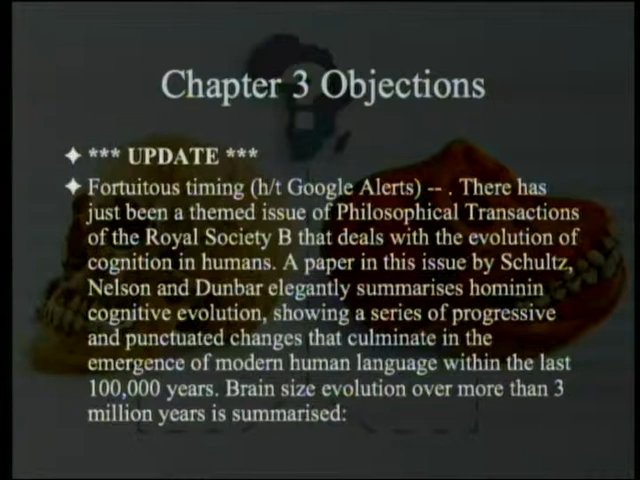 Chapter 3 Objections
*** UPDATE ***
Fortuitous timing (h/t Google Alerts) -- . There has
just been a themed issue of Philosophical Transactions
of the Royal Society B that deals with the evolution of
cognition in humans. A paper in this issue by Schultz,
Nelson and Dunbar elegantly summarises hominin
cognitive evolution, showing a series of progressive
and punctuated changes that culminate in the
emergence of modern human language within the last
100,000 years. Brain size evolution over more than 3
million years is summarised: